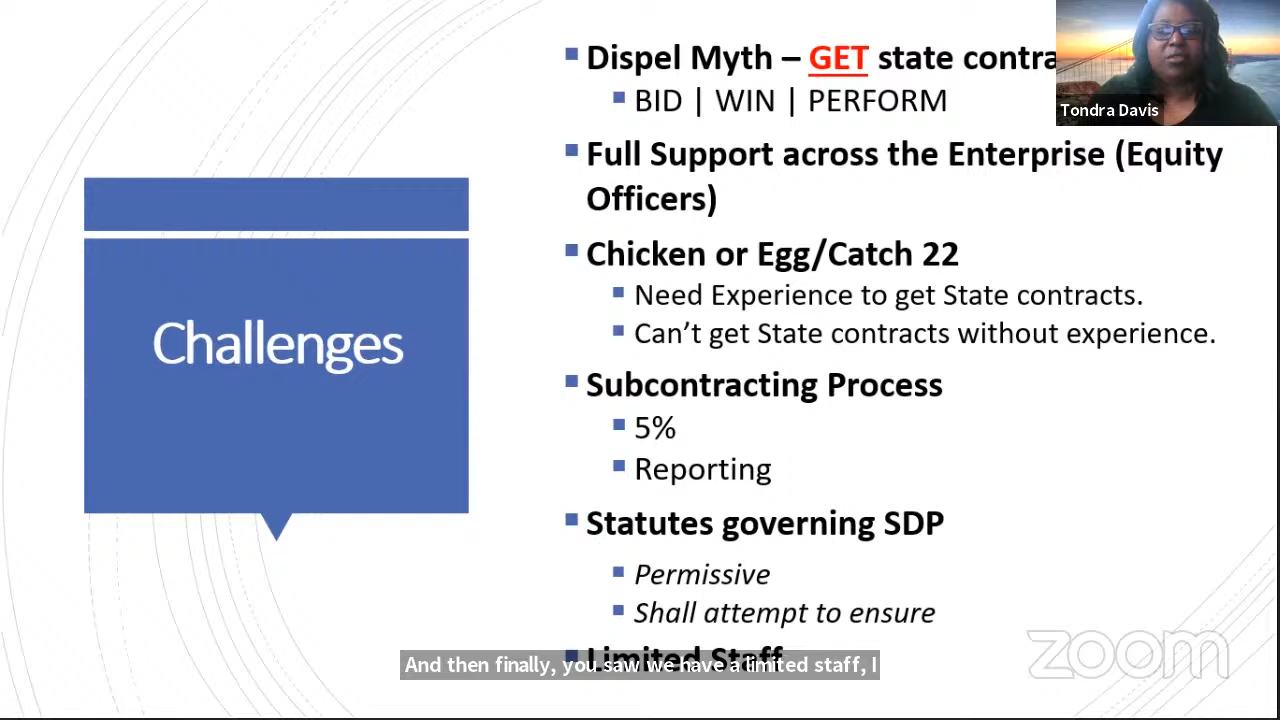 Dispel Myth – GET state contra
BID | WIN | PERFORM
Tondra Davis
Full Support across the Enterprise (Equity
Officers)
Chicken or Egg/Catch 22
Need Experience to get State contracts.
Can't get State contracts without experience.
Challenges
Subcontracting Process
5%
Reporting
Statutes governing SDP
Permissive
Shall attempt to ensure
Limited Staff
And then finally, you saw we have a limited staff, I
zoom